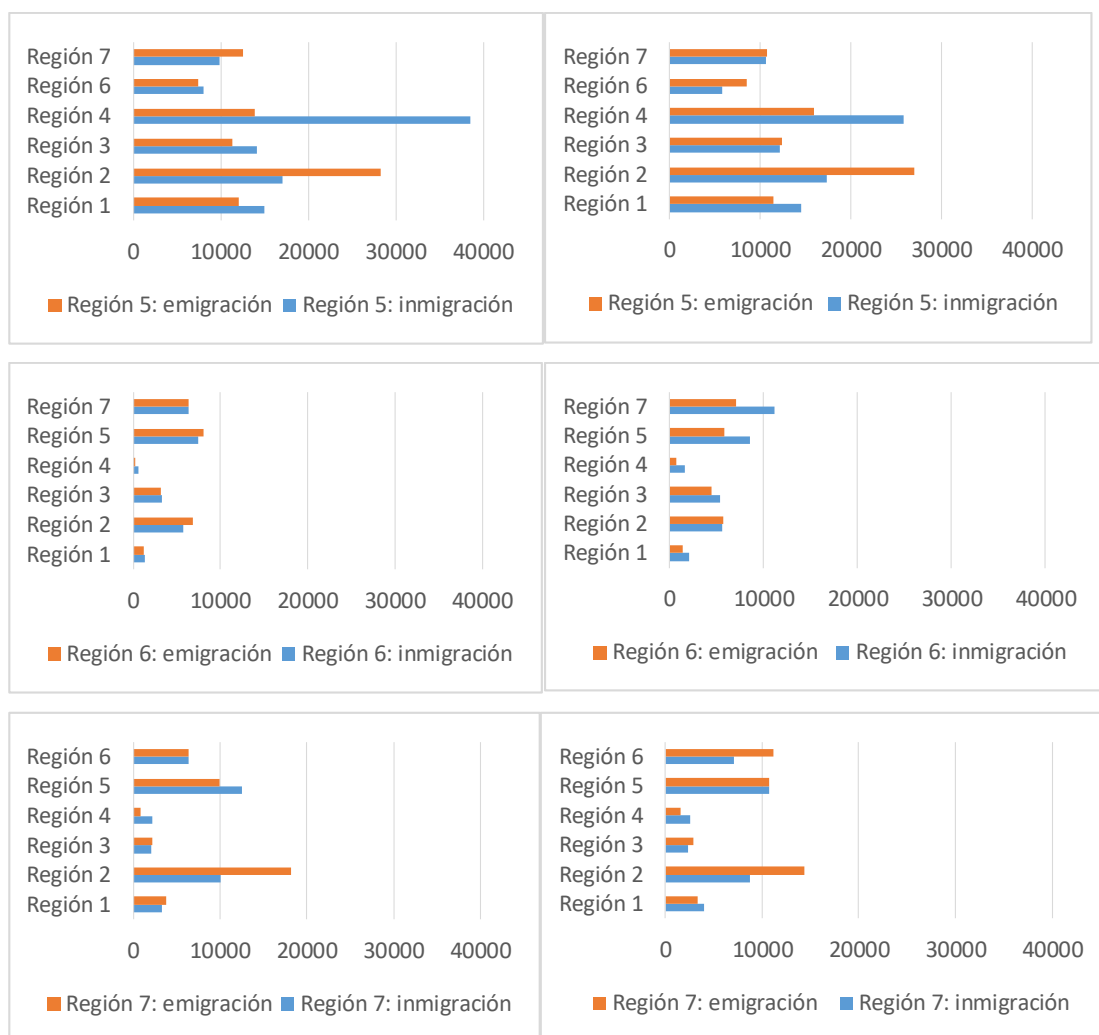 Región 7
Región 6
Región 4
Región 3
Región 2
Región 1
0 10000 20000 30000 40000
Región 5: emigración Región 5: inmigración
Región 7
Región 6
Región 4
Región 3
Región 2
Región 1
0 10000 20000 30000 40000
Región 5: emigración Región 5: inmigración
Región 7
Región 5
Región 4
Región 3
Región 2
Región 1
0 10000 20000 30000 40000
Región 6: emigración Región 6: inmigración
Región 7
Región 5
Región 4
Región 3
Región 2
Región 1
0 10000 20000 30000 40000
Región 6: emigración Región 6: inmigración
Región 6
Región 5
Región 4
Región 3
Región 2
Región 1
0 10000 20000 30000 40000
Región 7: emigración Región 7: inmigración
Región 6
Región 5
Región 4
Región 3
Región 2
Región 1
0 10000 20000 30000 40000
Región 7: emigración Región 7: inmigración